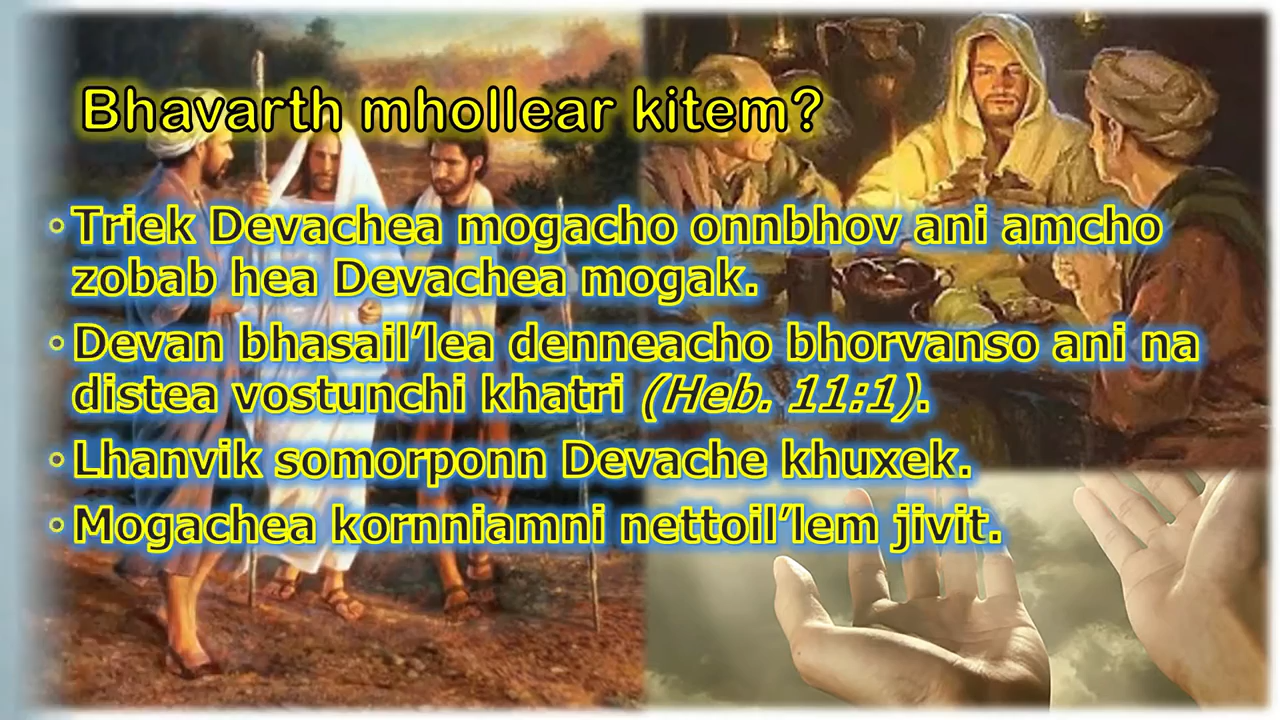 Bhavarth mhollear kitem?
• Triek Devachea mogacho onnbhov ani amcho
zobab hea Devachea mogak.
• Devan bhasail’lea denneacho bhorvanso ani na
distea vostunchi khatri (Heb. 11:1).
• Lhanvik somorponn Devache khuxek.
• Mogachea kornniamni nettoil’lem jivit.